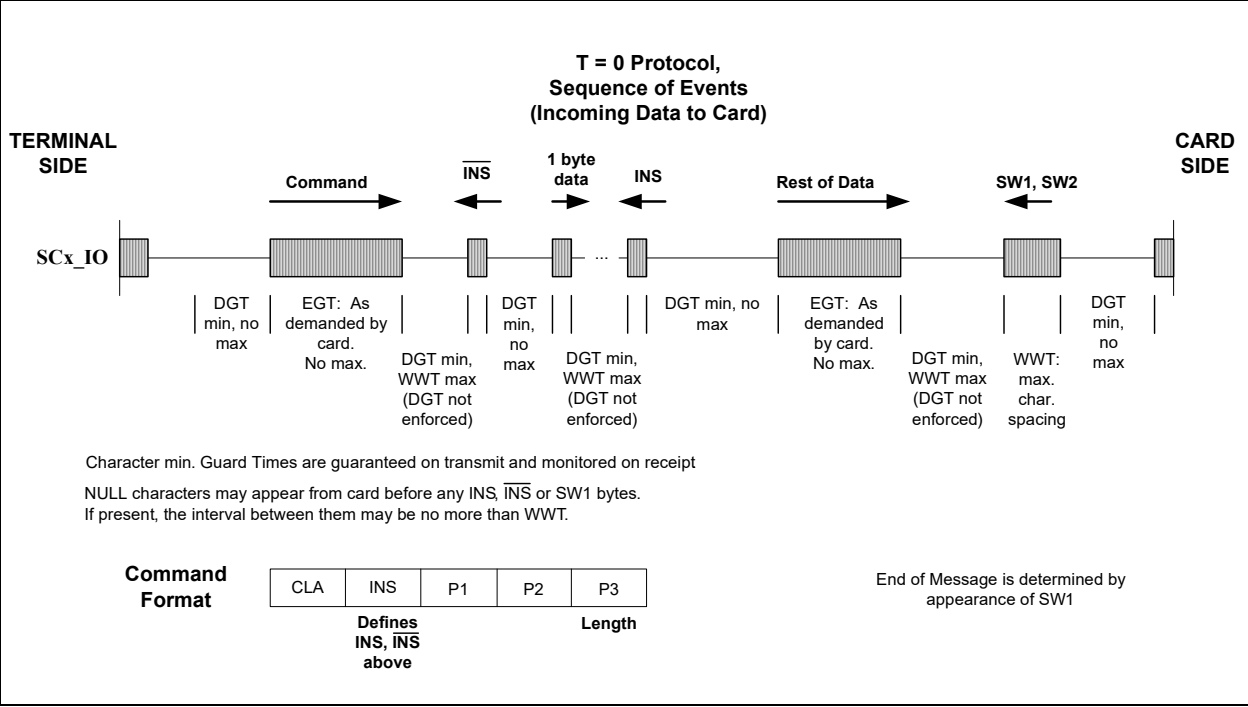 T = 0 Protocol,
Sequence of Events
(Incoming Data to Card)
TERMINAL
SIDE
CARD
SIDE
Command
I̅N̅S̅
1 byte
data
INS
Rest of Data
SW1, SW2
SCx_IO
...
DGT
min, no
max
EGT: As
demanded by
card.
No max.
DGT min,
WWT max
(DGT not
enforced)
DGT
min,
no
max
DGT min,
WWT max
(DGT not
enforced)
DGT min, no
max
EGT: As
demanded
by card.
No max.
DGT min,
WWT max
(DGT not
enforced)
WWT:
max.
char.
spacing
DGT
min,
no
max
Character min. Guard Times are guaranteed on transmit and monitored on receipt
NULL characters may appear from card before any INS, I̅N̅S̅ or SW1 bytes.
If present, the interval between them may be no more than WWT.
Command
Format
CLA INS P1 P2 P3
Defines
INS, I̅N̅S̅
above
Length
End of Message is determined by
appearance of SW1